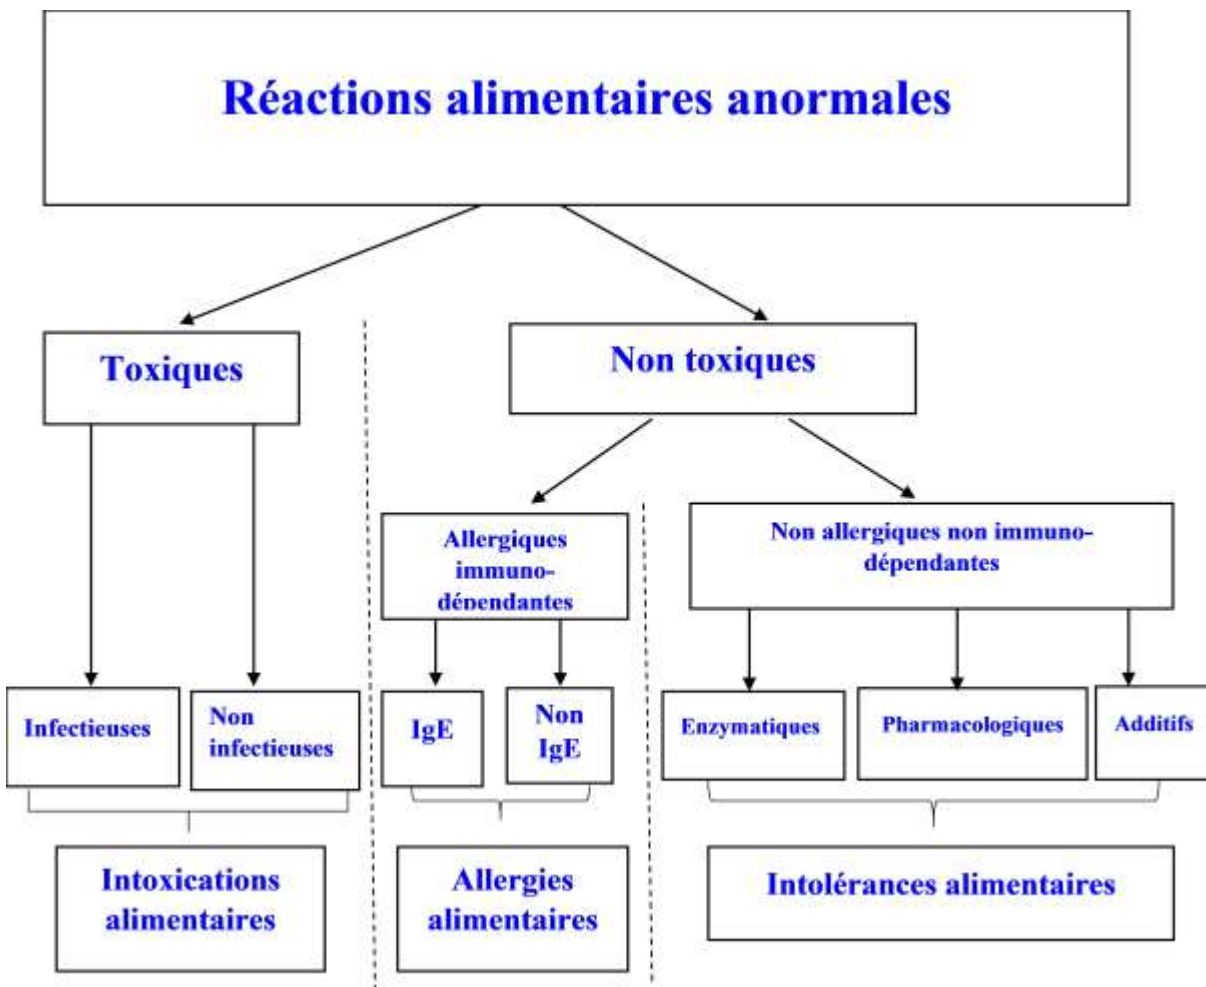 Réactions alimentaires anormales
Toxiques
Non toxiques
Allergiques
immuno-
dépendantes
Non allergiques non immuno-
dépendantes
Infectieuses
Non
infectieuses
IgE
Non
IgE
Enzymatiques
Pharmacologiques
Additifs
Intoxications
alimentaires
Allergies
alimentaires
Intolérances alimentaires